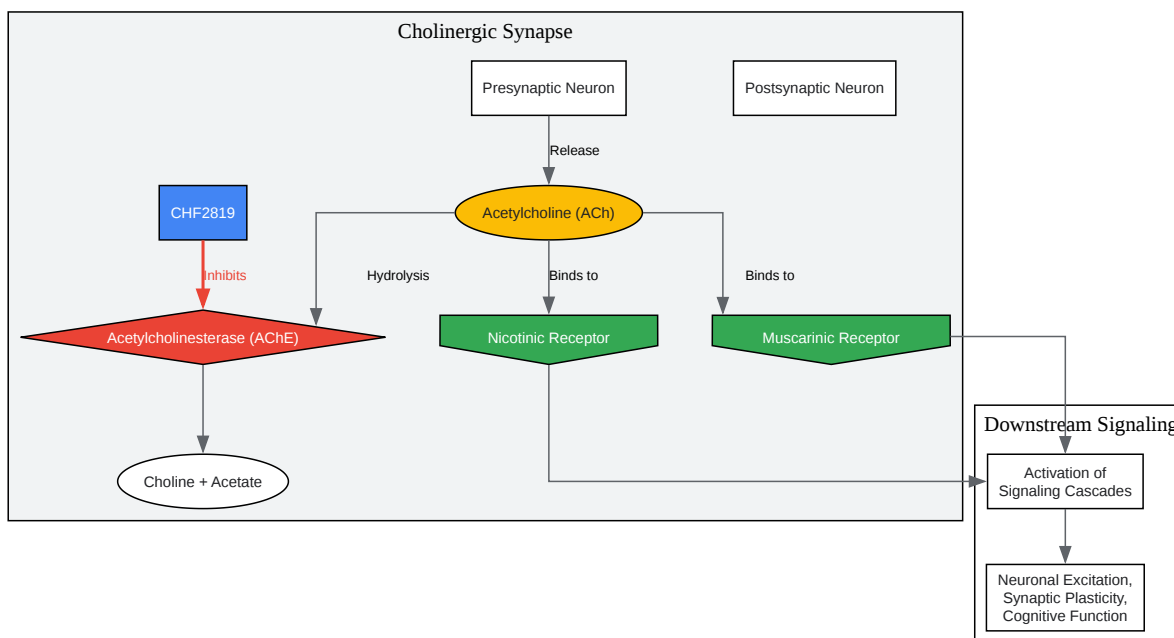 Cholinergic Synapse
Presynaptic Neuron
Postsynaptic Neuron
Release
CHF2819
Acetylcholine (ACh)
Inhibits
Hydrolysis
Binds to
Binds to
Acetylcholinesterase (AChE)
Nicotinic Receptor
Muscarinic Receptor
Downstream Signaling
Choline + Acetate
Activation of
Signaling Cascades
Neuronal Excitation,
Synaptic Plasticity,
Cognitive Function